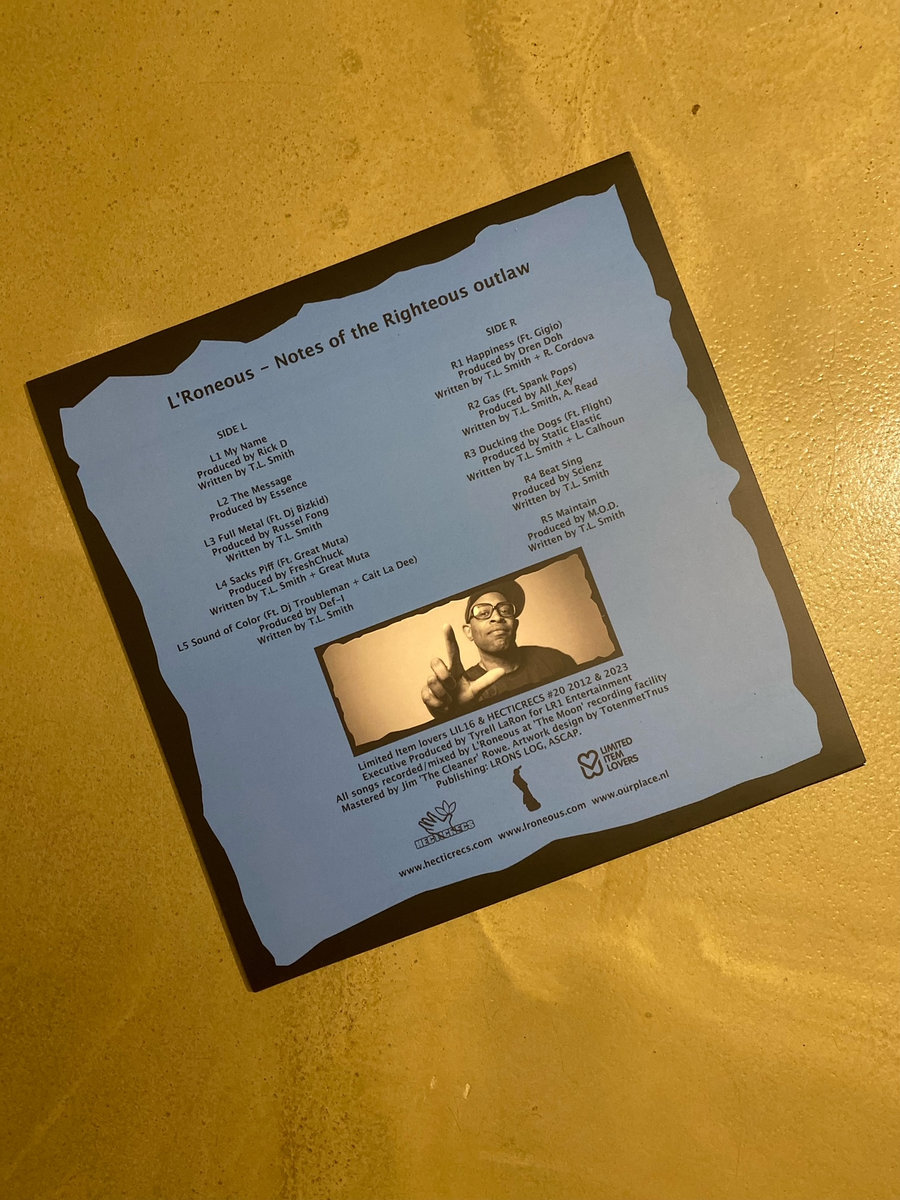 L'Roneous – Notes of the Righteous outlaw
SIDE L
L1 My Name
Produced by Rick D
Written by T.L. Smith
L2 The Message
Produced by Essence
L3 Full Metal (Ft. Dj Bizkid)
Produced by Russel Fong
Written by T.L. Smith
L4 Sacks Piff (Ft. Great Muta)
Produced by FreshChuck
Written by T.L. Smith + Great Muta
L5 Sound of Color (Ft. Dj Troubleman + Cait La Dee)
Produced by Def-I
Written by T.L. Smith
SIDE R
R1 Happiness (Ft. Gigio)
Produced by Dren Doh
Written by T.L. Smith + R. Cordova
R2 Gas (Ft. Spank Pops)
Produced by All_Key
Written by T.L. Smith, A. Read
R3 Ducking the Dogs (Ft. Flight)
Produced by Static Elastic
Written by T.L. Smith + L. Calhoun
R4 Beat Sing
Produced by Scienz
Written by T.L. Smith
R5 Maintain
Produced by M.O.D.
Written by T.L. Smith
Limited Item lovers LIL16 & HECTICRECS #20 2012 & 2023
Executive Produced by Tyrell LaRon for LR1 Entertainment
All songs recorded/mixed by L'Roneous at 'The Moon' recording facility
Mastered by Jim 'The Cleaner' Rowe. Artwork design by TotenmetTnus
Publishing: LRONS LOG, ASCAP.
HECTICRECS
LIMITED
ITEM
LOVERS
www.hecticrecs.com www.lroneous.com www.ourplace.nl